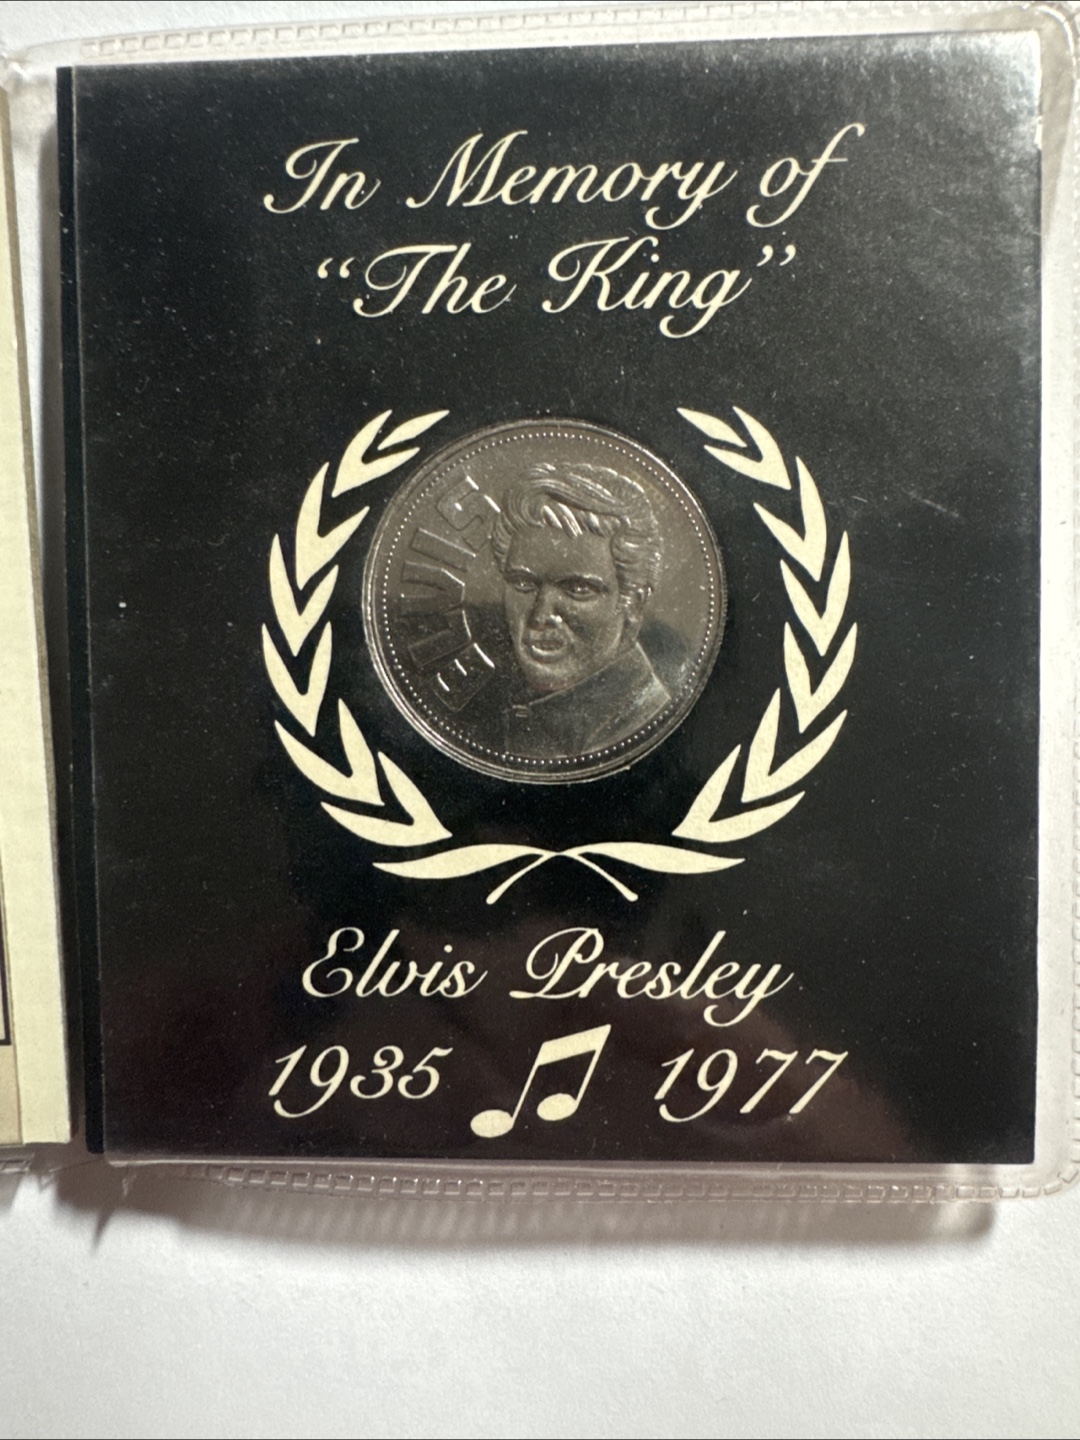 In Memory of
“The King”
ELVIS
Elvis Presley
1935 1977